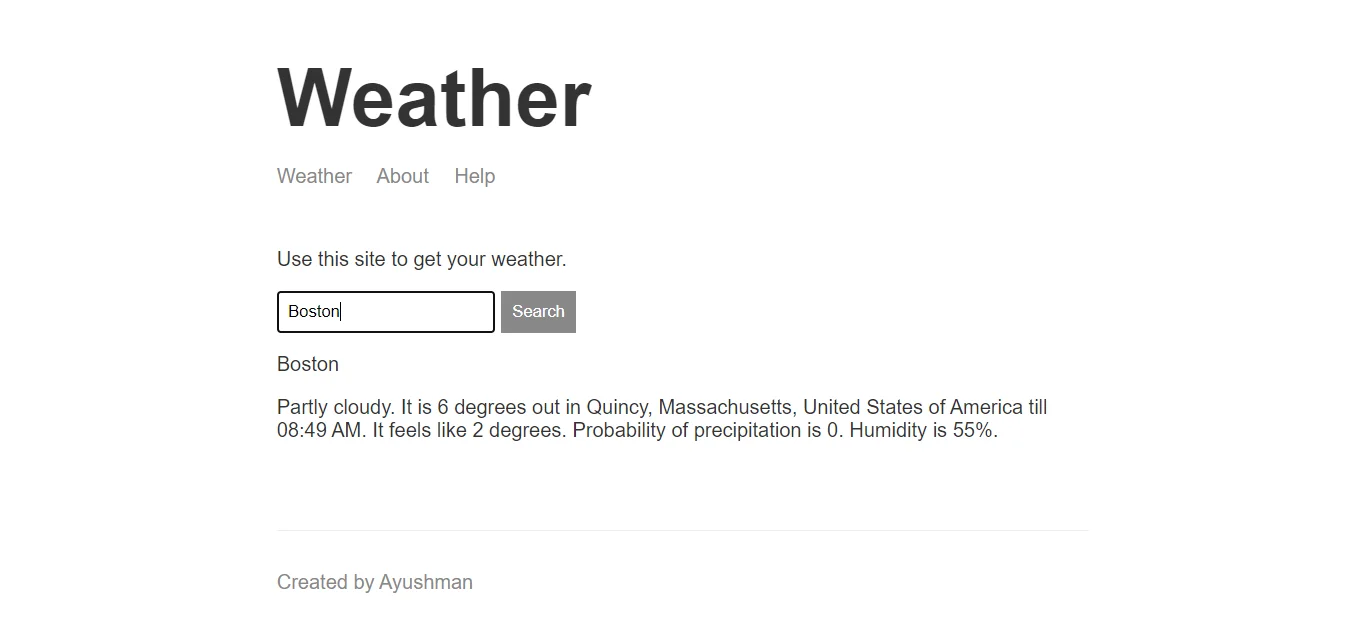 Weather
Weather About Help
Use this site to get your weather.
Boston Search
Boston
Partly cloudy. It is 6 degrees out in Quincy, Massachusetts, United States of America till
08:49 AM. It feels like 2 degrees. Probability of precipitation is 0. Humidity is 55%.
Created by Ayushman